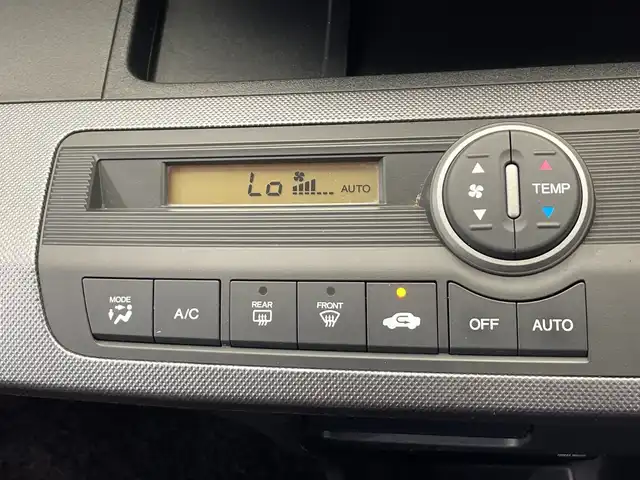 Lo AUTO
TEMP
MODE
A/C
REAR
FRONT
OFF
AUTO